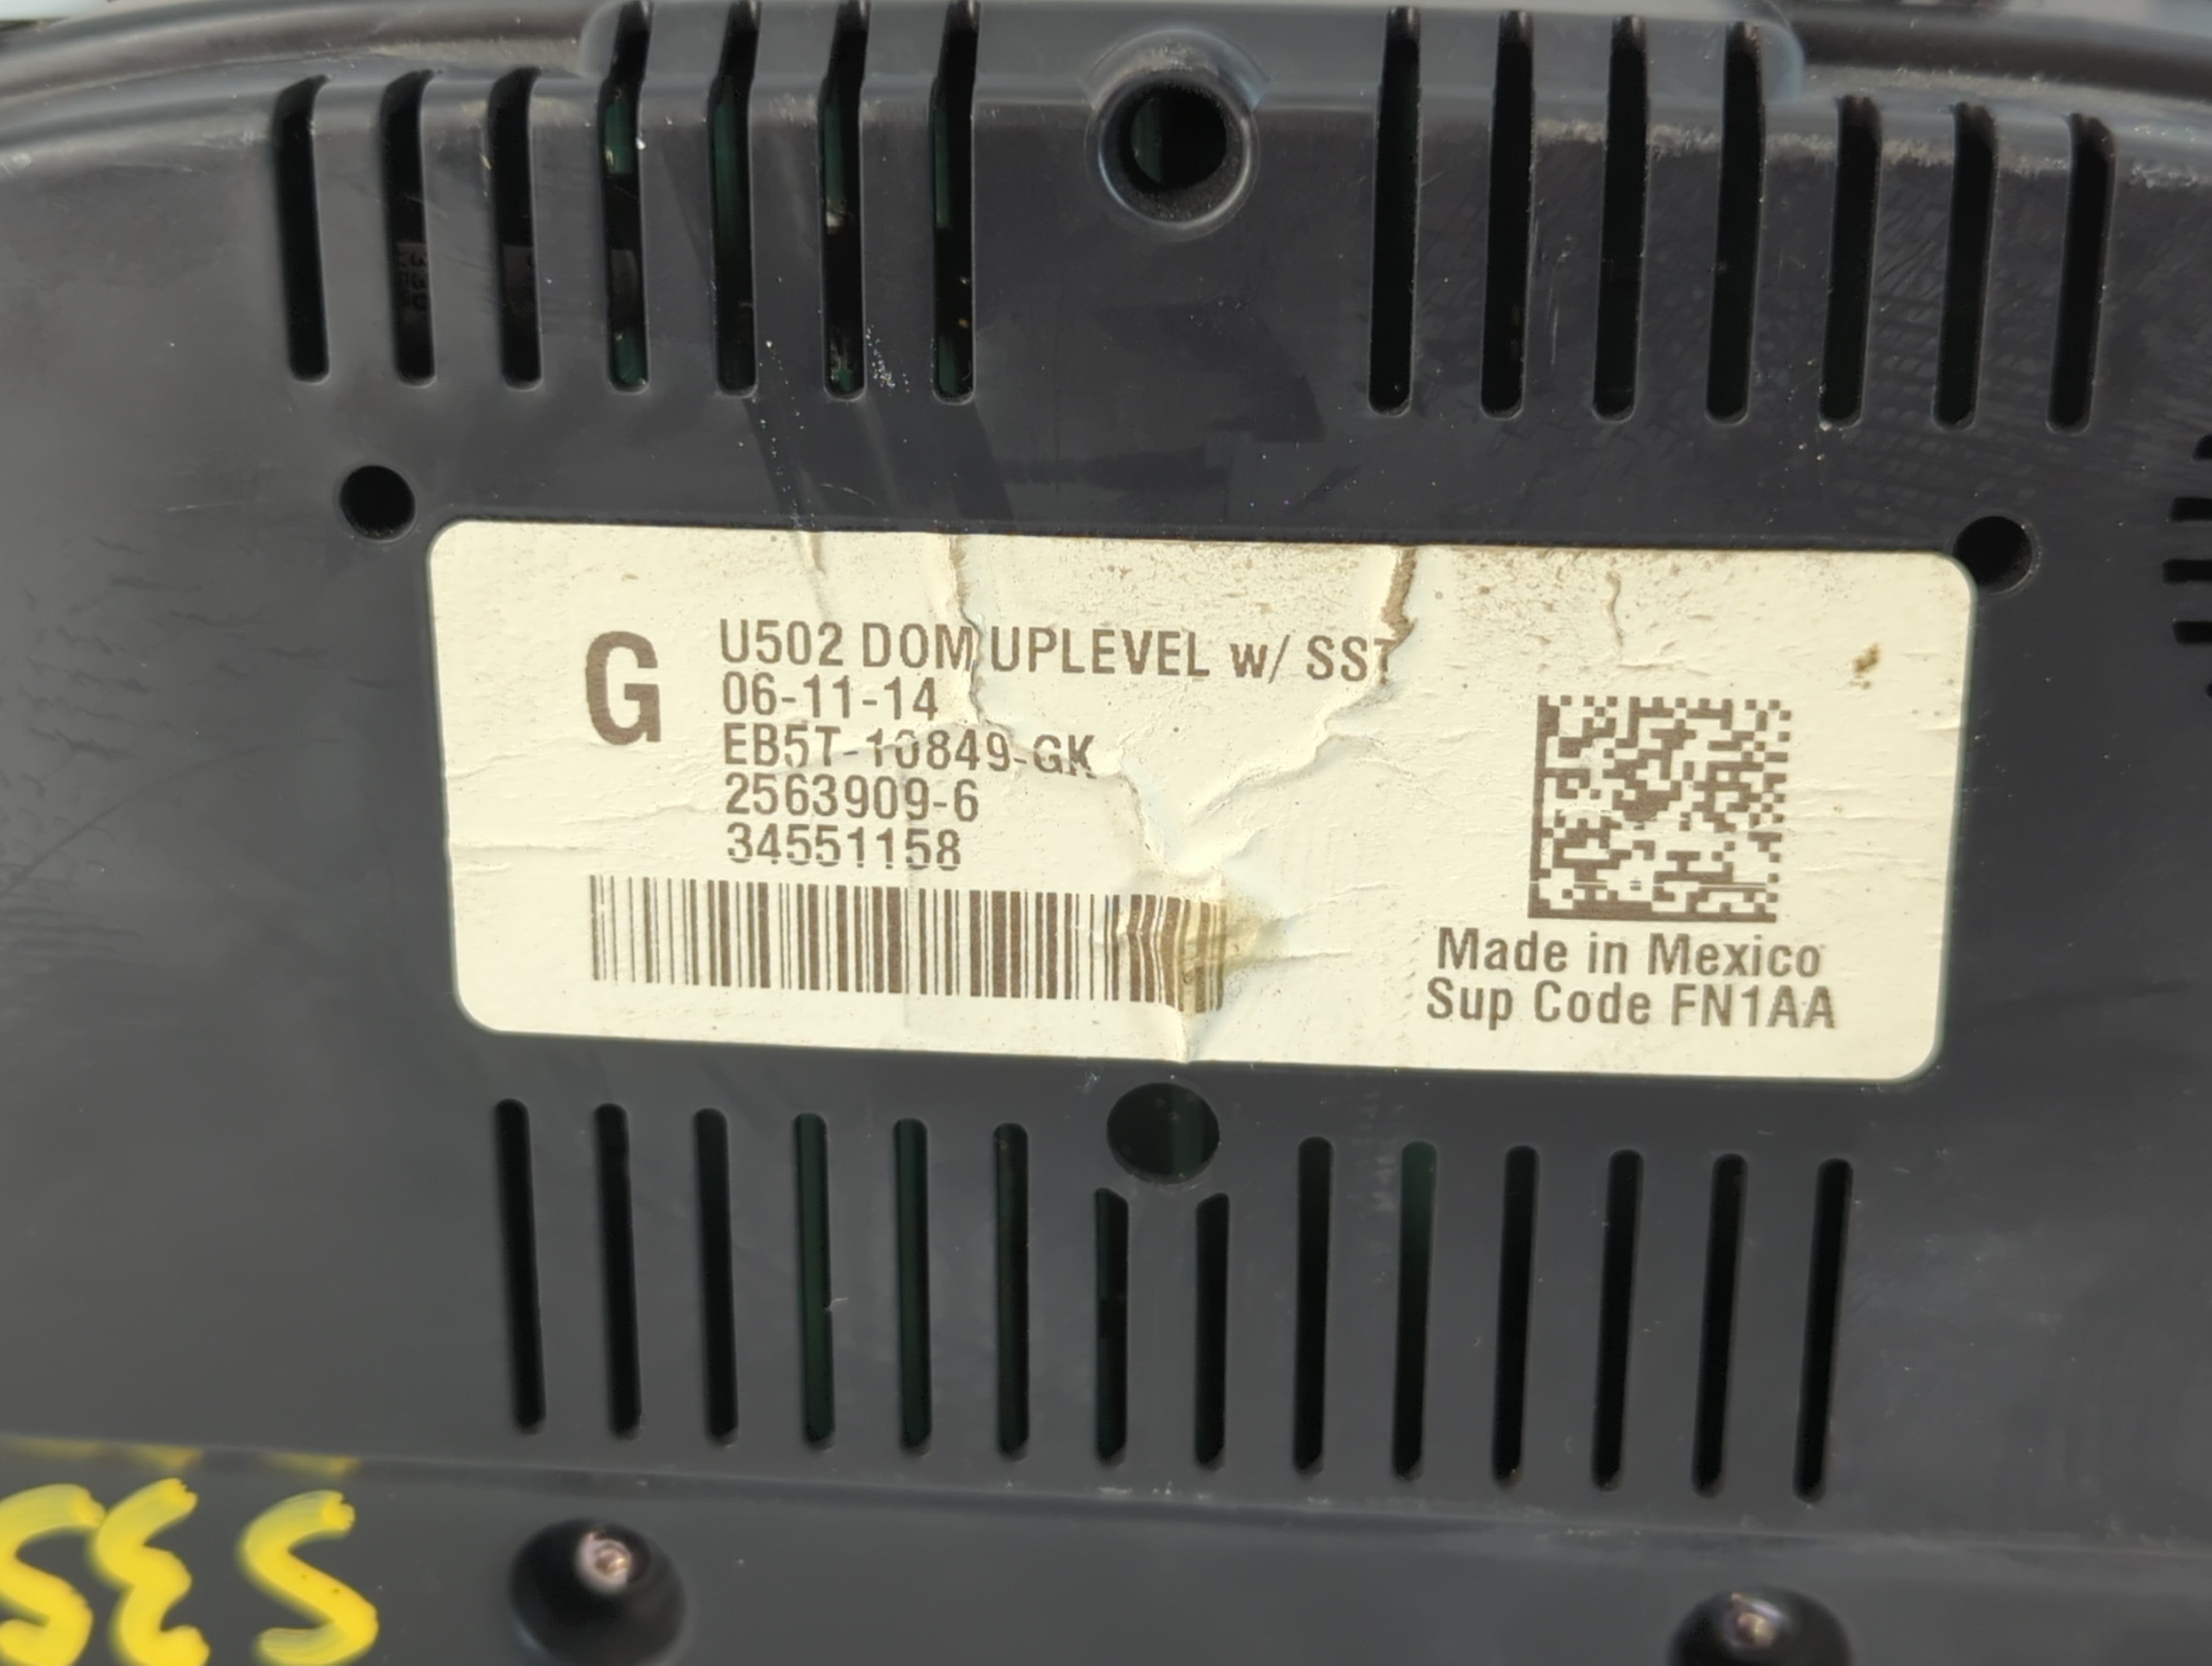 G
U502 DOM UPLEVEL w/ SST
06-11-14
EB5T-10849-GK
2563909-6
34551158
Made in Mexico
Sup Code FN1AA